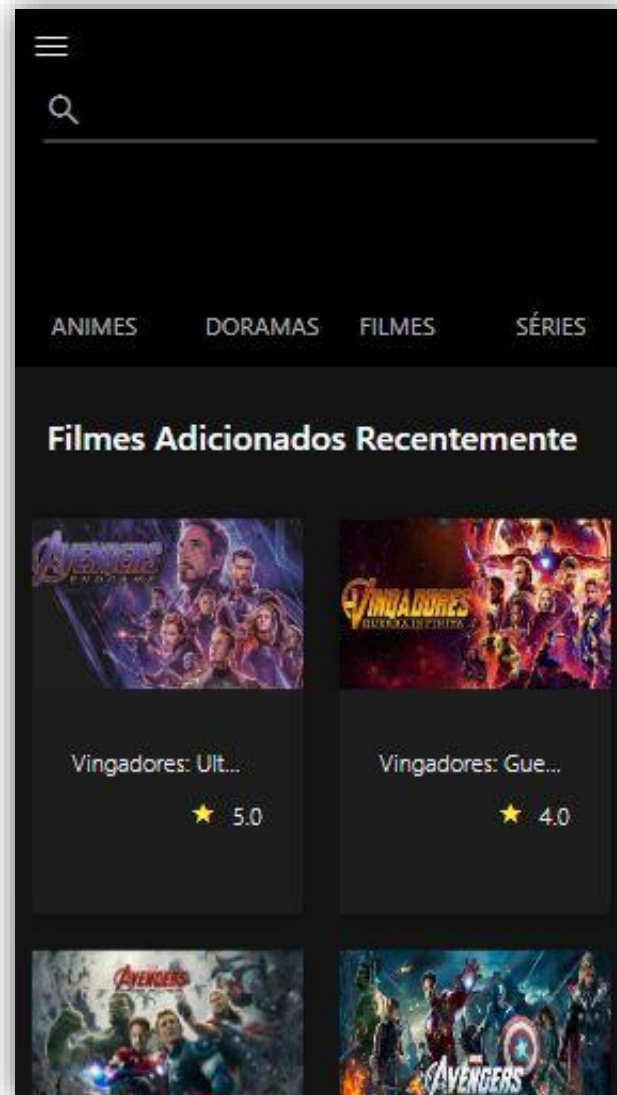 ANIMES DORAMAS FILMES SÉRIES
Filmes Adicionados Recentemente
AVENGERS
ENDGAME
VINGADORES
GUERRA INFINITA
Vingadores: Ult...
Vingadores: Gue...
★ 5.0
★ 4.0
AVENGERS
AVENGERS